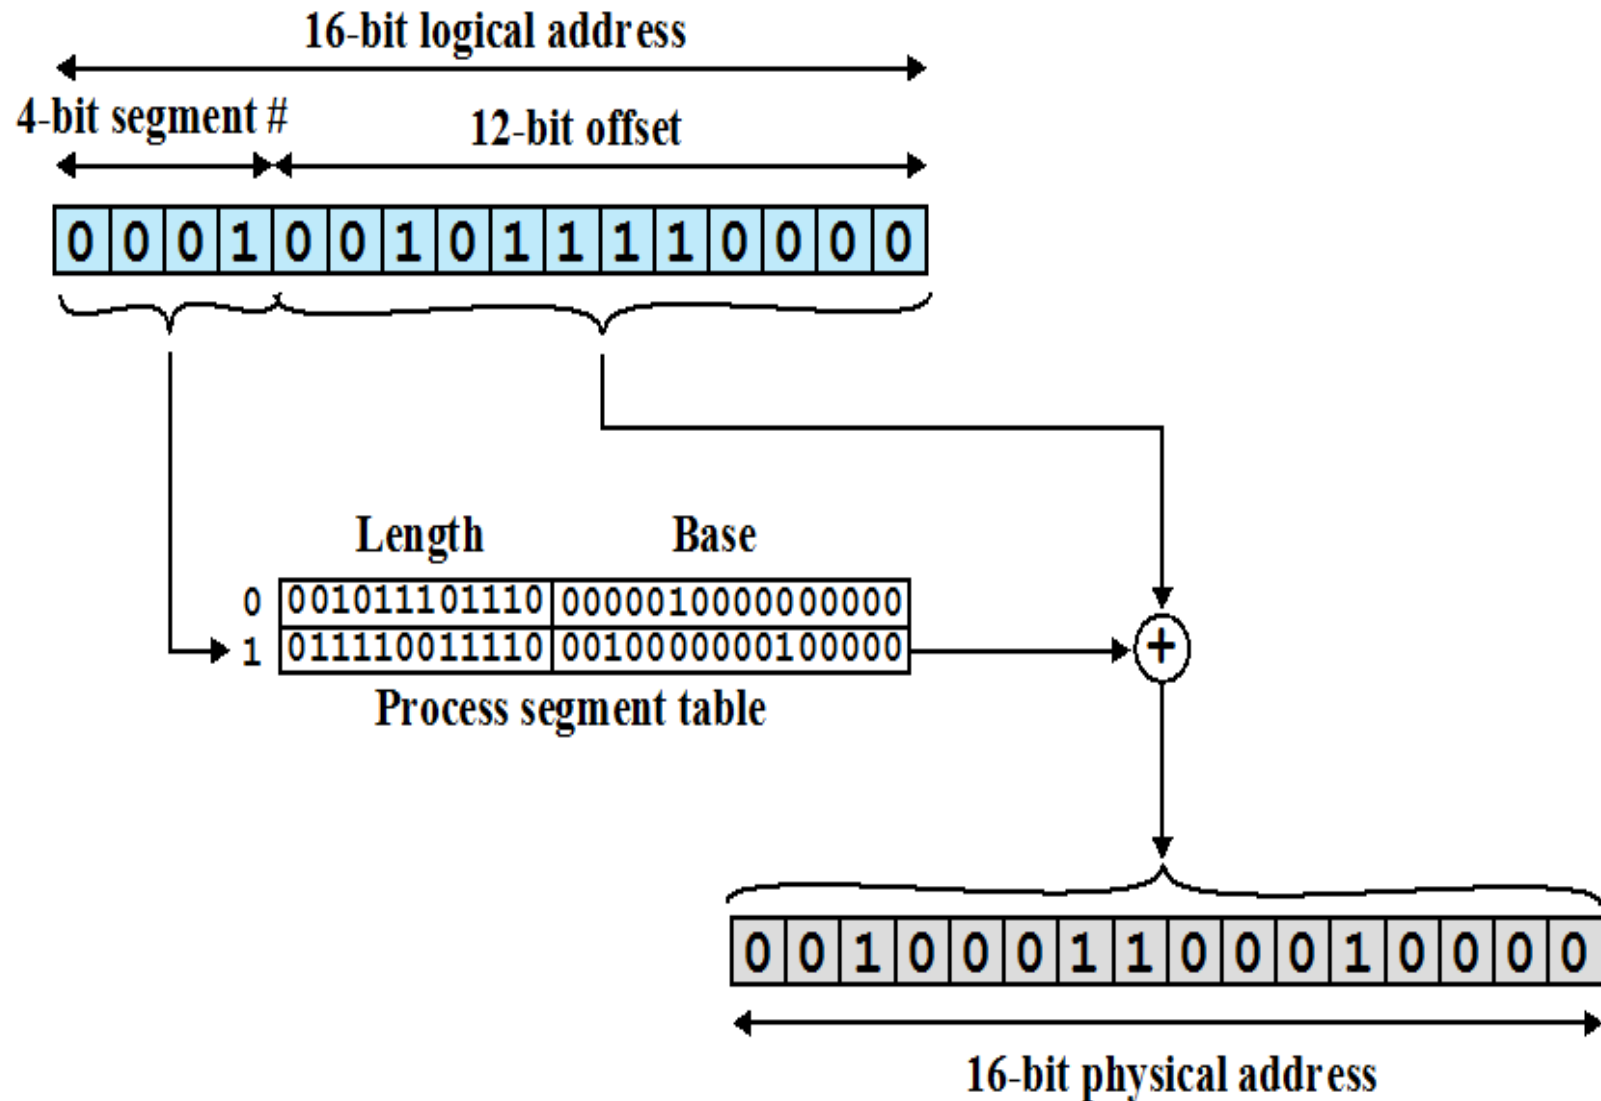 16-bit logical address
4-bit segment # 12-bit offset
0 0 0 1 0 0 1 0 1 1 1 1 0 0 0 0
Length Base
0 001011101110 0000010000000000
1 011110011110 0010000000100000
+
Process segment table
0 0 1 0 0 0 1 1 0 0 0 1 0 0 0 0
16-bit physical address